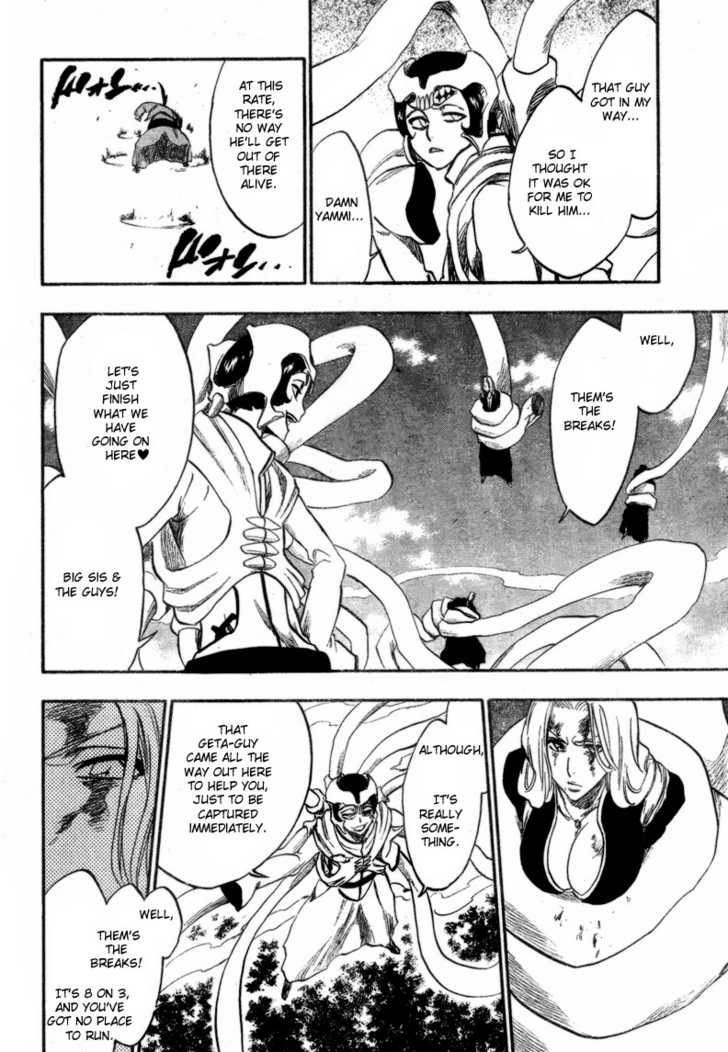 THAT GUY
GOT IN MY
WAY...
SO I
THOUGHT
IT WAS OK
FOR ME TO
KILL HIM...
DAMN
YAMMI...
AT THIS
RATE,
THERE'S
NO WAY
HE'LL GET
OUT OF
THERE
ALIVE.
WELL,
THEM'S
THE
BREAKS!
LET'S
JUST
FINISH
WHAT WE
HAVE
GOING ON
HERE♥
BIG SIS &
THE GUYS!
ALTHOUGH,
IT'S
REALLY
SOME-
THING.
THAT
GETA-GUY
CAME ALL
THE
WAY OUT HERE
TO HELP YOU,
JUST TO BE
CAPTURED
IMMEDIATELY.
WELL,
THEM'S
THE
BREAKS!
IT'S 8 ON 3,
AND YOU'VE
GOT NO PLACE
TO RUN.